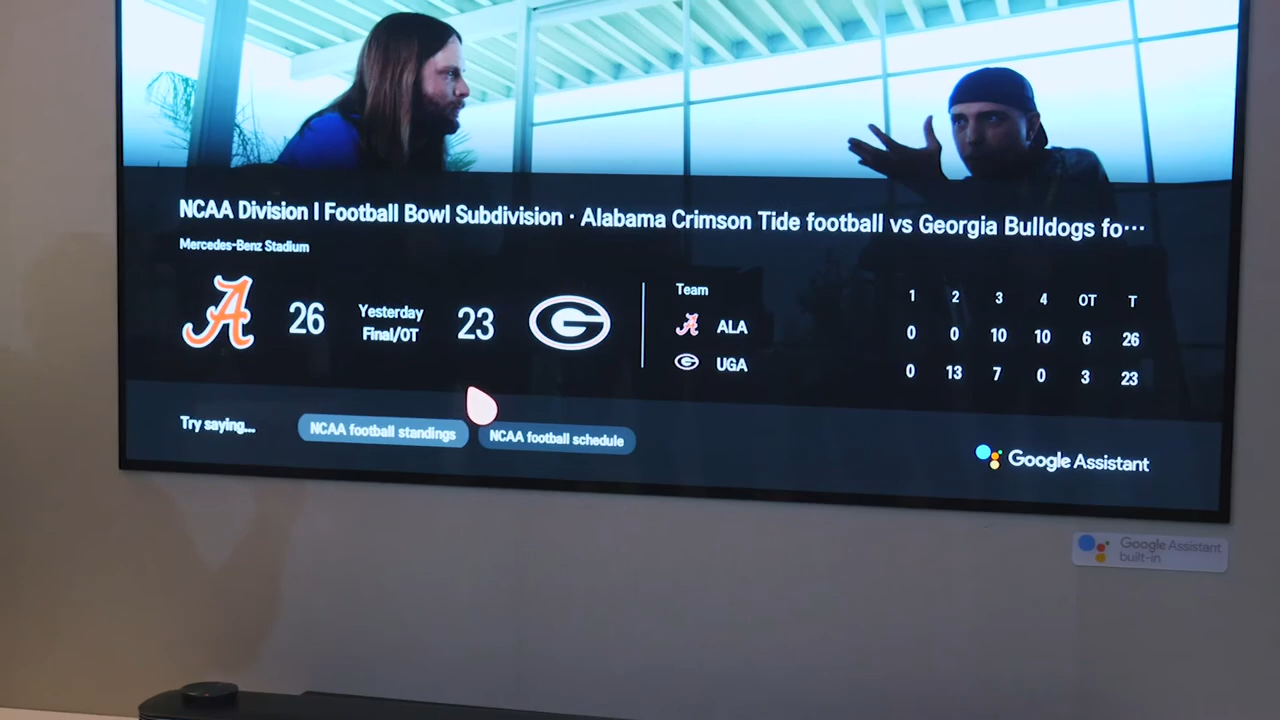 NCAA Division I Football Bowl Subdivision · Alabama Crimson Tide football vs Georgia Bulldogs fo···
Mercedes-Benz Stadium
A 26 Yesterday 23 G
Final/OT
Team 1 2 3 4 OT T
A ALA 0 0 10 10 6 26
G UGA 0 13 7 0 3 23
Try saying... NCAA football standings NCAA football schedule
Google Assistant
Google Assistant
built-in